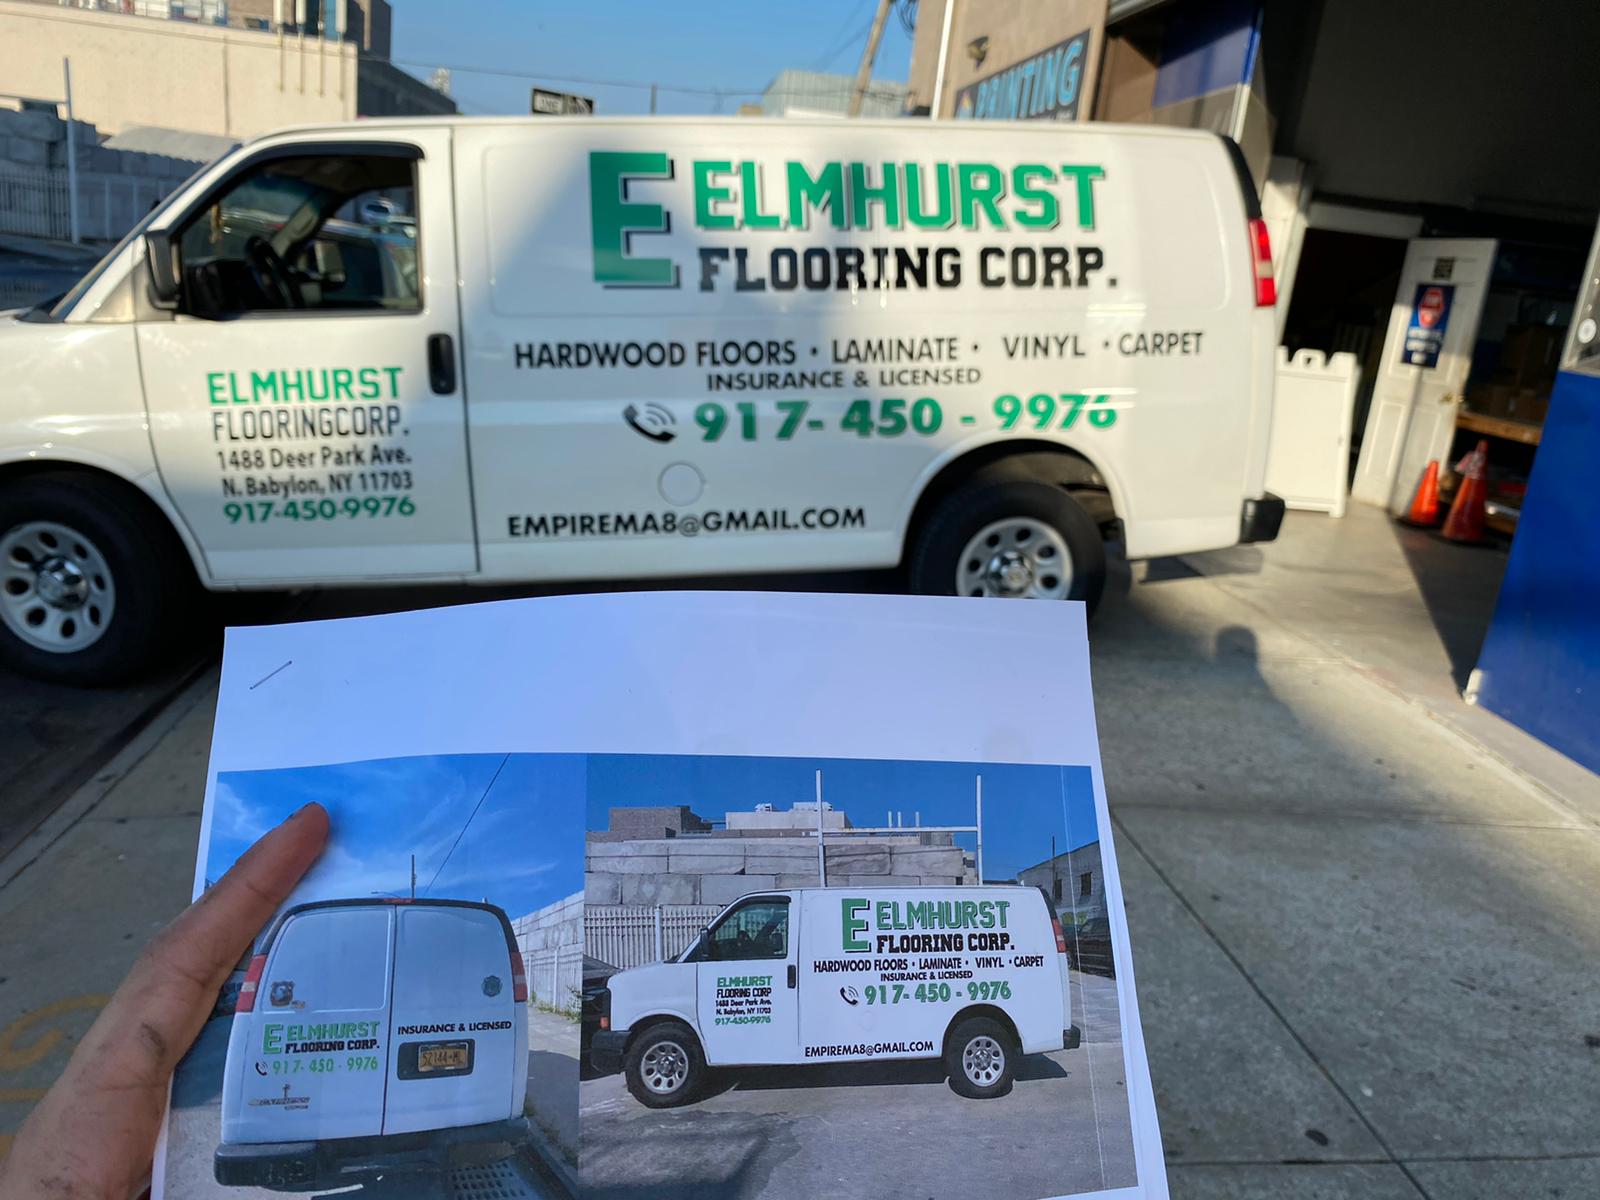 PRINTING
E ELMHURST
FLOORING CORP.
HARDWOOD FLOORS · LAMINATE · VINYL · CARPET
INSURANCE & LICENSED
917-450-9976
EMPIREMA8@GMAIL.COM
ELMHURST
FLOORINGCORP.
1488 Deer Park Ave.
N. Babylon, NY 11703
917-450-9976
E ELMHURST
FLOORING CORP.
917-450-9976
INSURANCE & LICENSED
52144-ML
E ELMHURST
FLOORING CORP.
HARDWOOD FLOORS · LAMINATE · VINYL · CARPET
INSURANCE & LICENSED
917-450-9976
EMPIREMA8@GMAIL.COM
ELMHURST
FLOORING CORP
1488 Deer Park Ave.
N. Babylon, NY 11703
917-450-9976